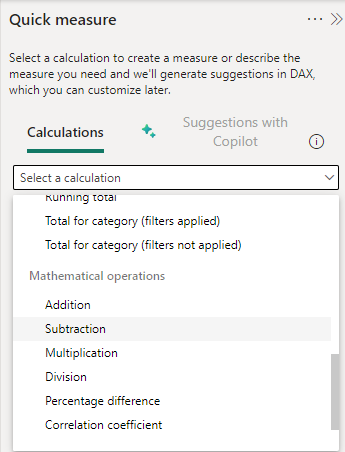 Quick measure
Select a calculation to create a measure or describe the
measure you need and we'll generate suggestions in DAX,
which you can customize later.
Calculations
Suggestions with
Copilot
Select a calculation
Running total
Total for category (filters applied)
Total for category (filters not applied)
Mathematical operations
Addition
Subtraction
Multiplication
Division
Percentage difference
Correlation coefficient